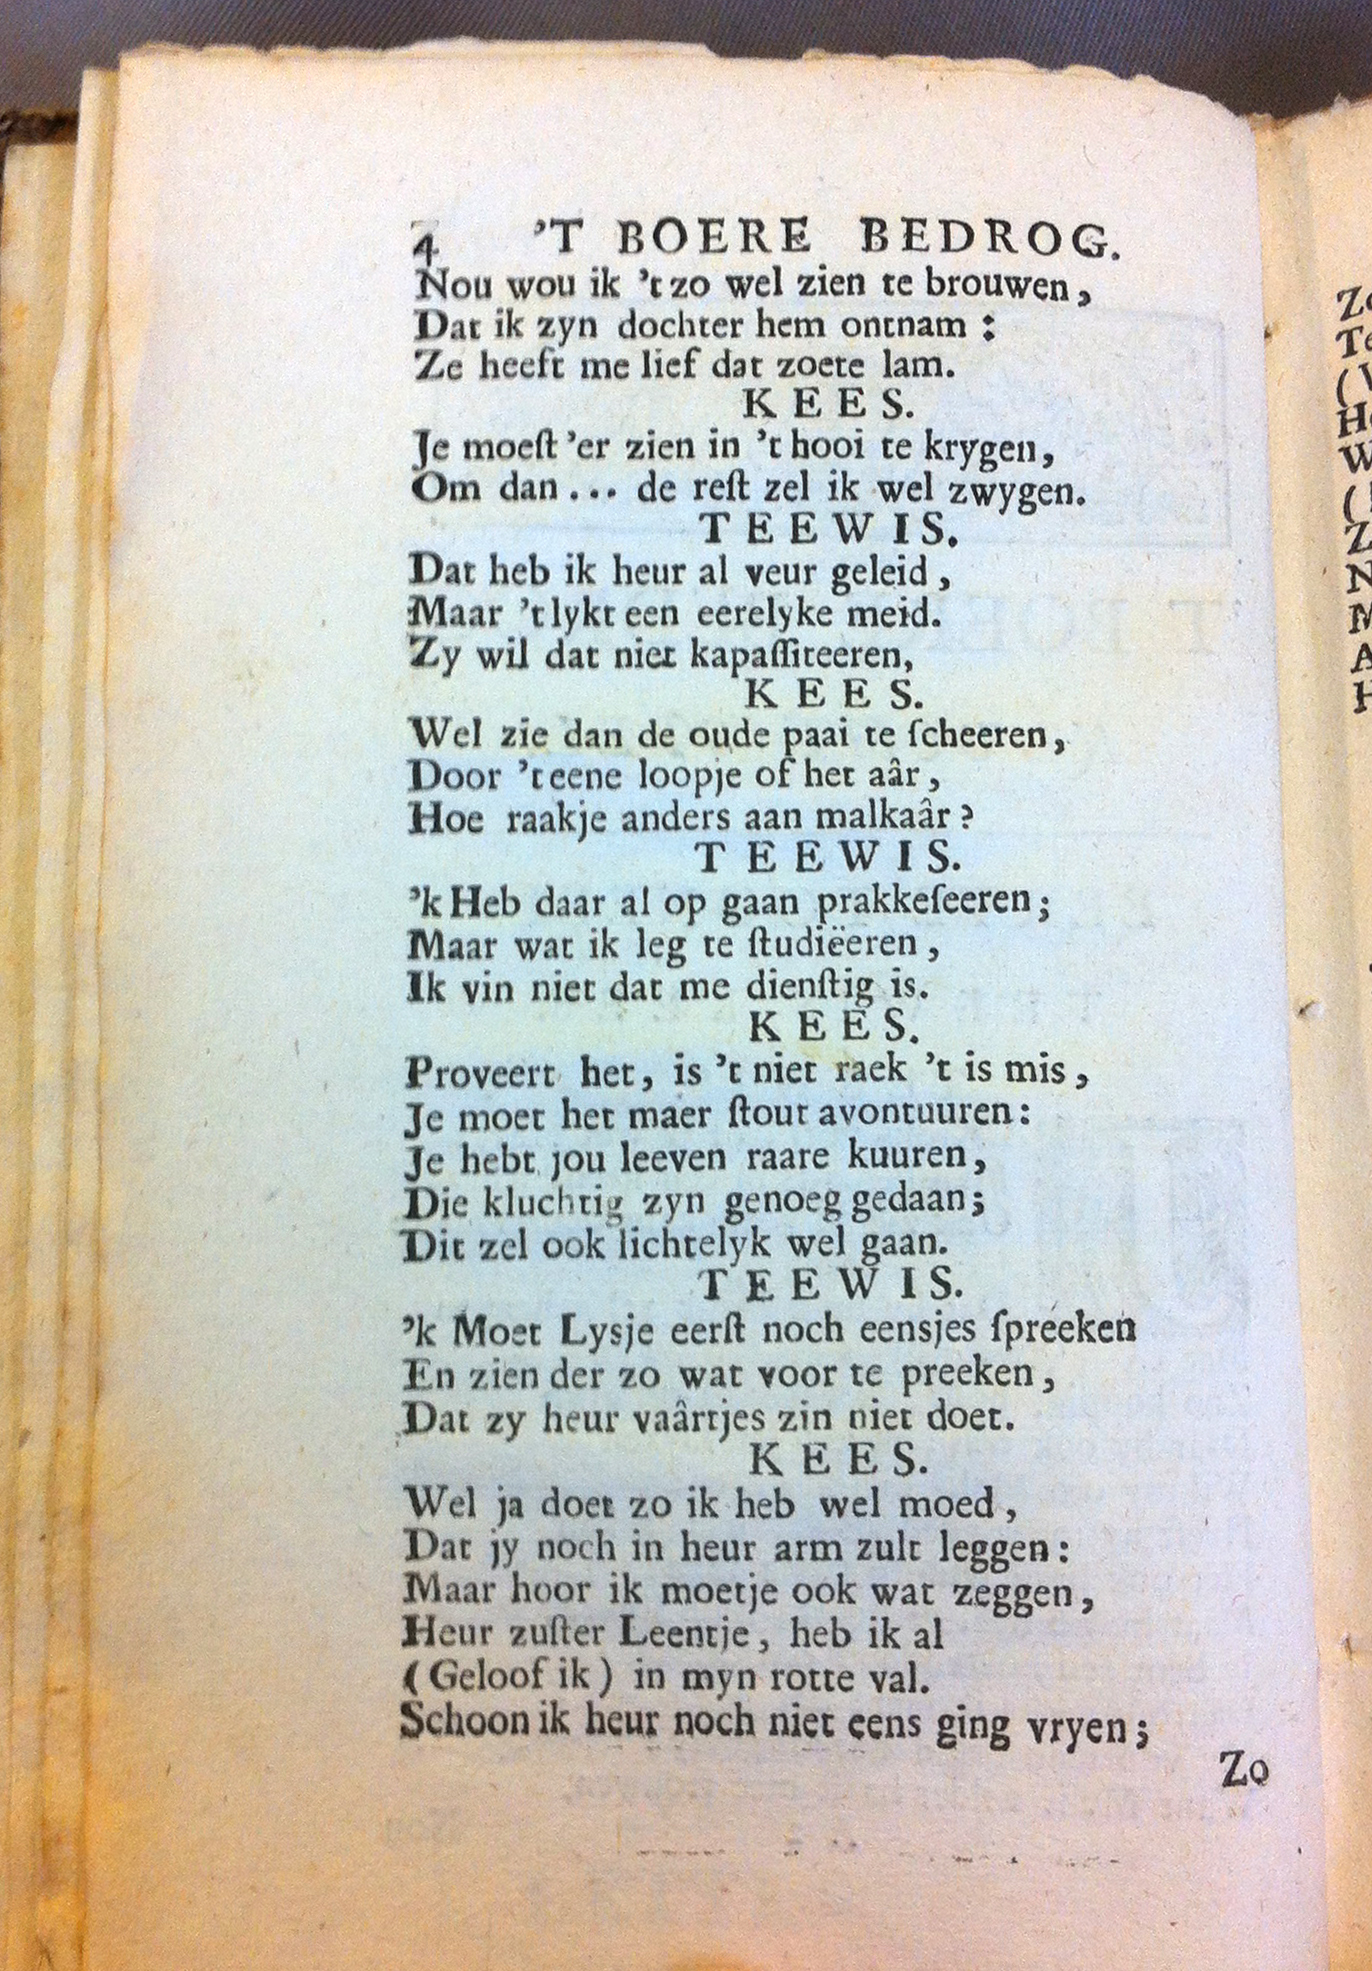 4 'T BOERE BEDROG.
Nou wou ik 't zo wel zien te brouwen,
Dat ik zyn dochter hem ontnam:
Ze heeft me lief dat zoete lam.
KEES.
Je moeſt 'er zien in 't hooi te krygen,
Om dan... de reſt zel ik wel zwygen.
TEEWIS.
Dat heb ik heur al veur geleid,
Maar 't lykt een eerelyke meid.
Zy wil dat niet kapaſſiteeren,
KEES.
Wel zie dan de oude paai te ſcheeren,
Door 't eene loopje of het aâr,
Hoe raakje anders aan malkaâr?
TEEWIS.
'k Heb daar al op gaan prakkeſeeren;
Maar wat ik leg te ſtudiëeren,
Ik vin niet dat me dienſtig is.
KEES.
Proveert het, is 't niet raek 't is mis,
Je moet het maer ſtout avontuuren:
Je hebt jou leeven raare kuuren,
Die kluchtig zyn genoeg gedaan;
Dit zel ook lichtelyk wel gaan.
TEEWIS.
'k Moet Lysje eerſt noch eensjes ſpreeken
En zien der zo wat voor te preeken,
Dat zy heur vaârtjes zin niet doet.
KEES.
Wel ja doet zo ik heb wel moed,
Dat jy noch in heur arm zult leggen:
Maar hoor ik moetje ook wat zeggen,
Heur zuſter Leentje, heb ik al
(Geloof ik) in myn rotte val.
Schoon ik heur noch niet eens ging vryen;
Zo